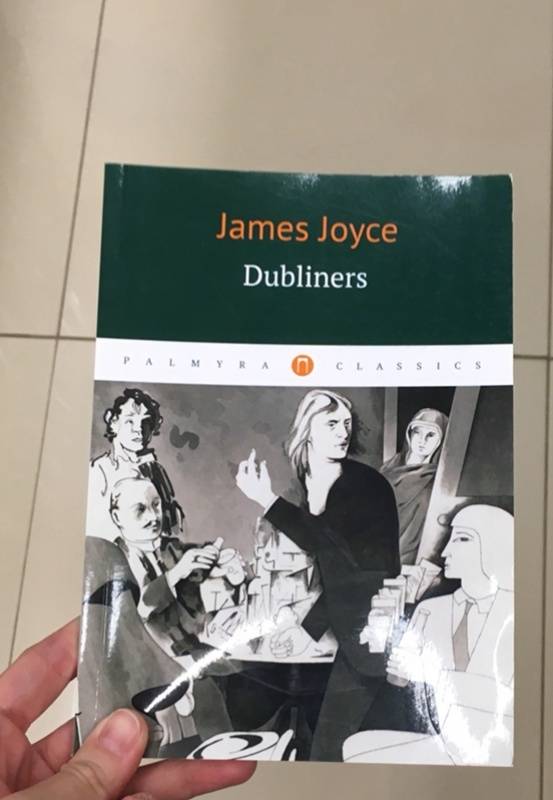 James Joyce
Dubliners
PALMYRA П CLASSICS